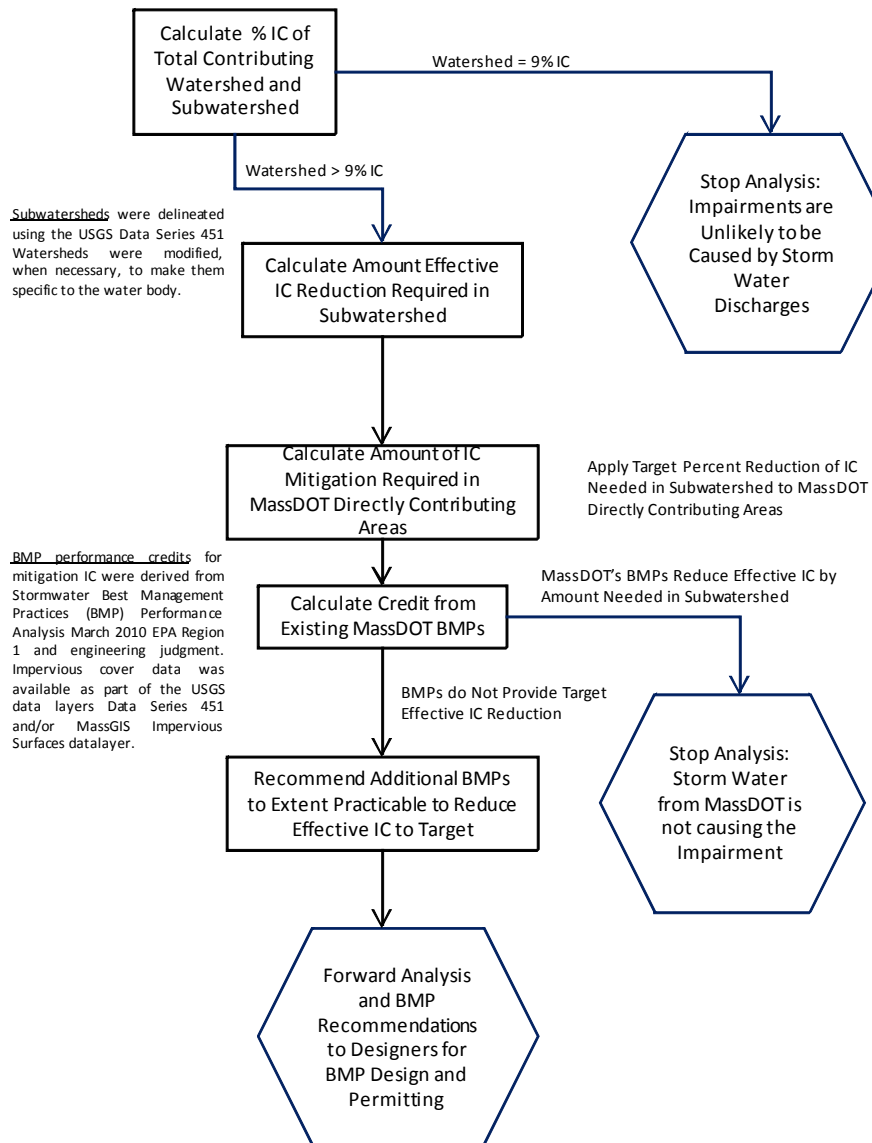 Calculate % IC of
Total Contributing
Watershed and
Subwatershed
Watershed = 9% IC
Watershed > 9% IC
Stop Analysis:
Impairments are
Unlikely to be
Caused by Storm
Water
Discharges
Subwatersheds were delineated
using the USGS Data Series 451
Watersheds were modified,
when necessary, to make them
specific to the water body.
Calculate Amount Effective
IC Reduction Required in
Subwatershed
Calculate Amount of IC
Mitigation Required in
MassDOT Directly Contributing
Areas
Apply Target Percent Reduction of IC
Needed in Subwatershed to MassDOT
Directly Contributing Areas
BMP performance credits for
mitigation IC were derived from
Stormwater Best Management
Practices (BMP) Performance
Analysis March 2010 EPA Region
1 and engineering judgment.
Impervious cover data was
available as part of the USGS
data layers Data Series 451
and/or MassGIS Impervious
Surfaces datalayer.
MassDOT's BMPs Reduce Effective IC by
Amount Needed in Subwatershed
Calculate Credit from
Existing MassDOT BMPs
BMPs do Not Provide Target
Effective IC Reduction
Stop Analysis:
Storm Water
from MassDOT is
not causing the
Impairment
Recommend Additional BMPs
to Extent Practicable to Reduce
Effective IC to Target
Forward Analysis
and BMP
Recommendations
to Designers for
BMP Design and
Permitting